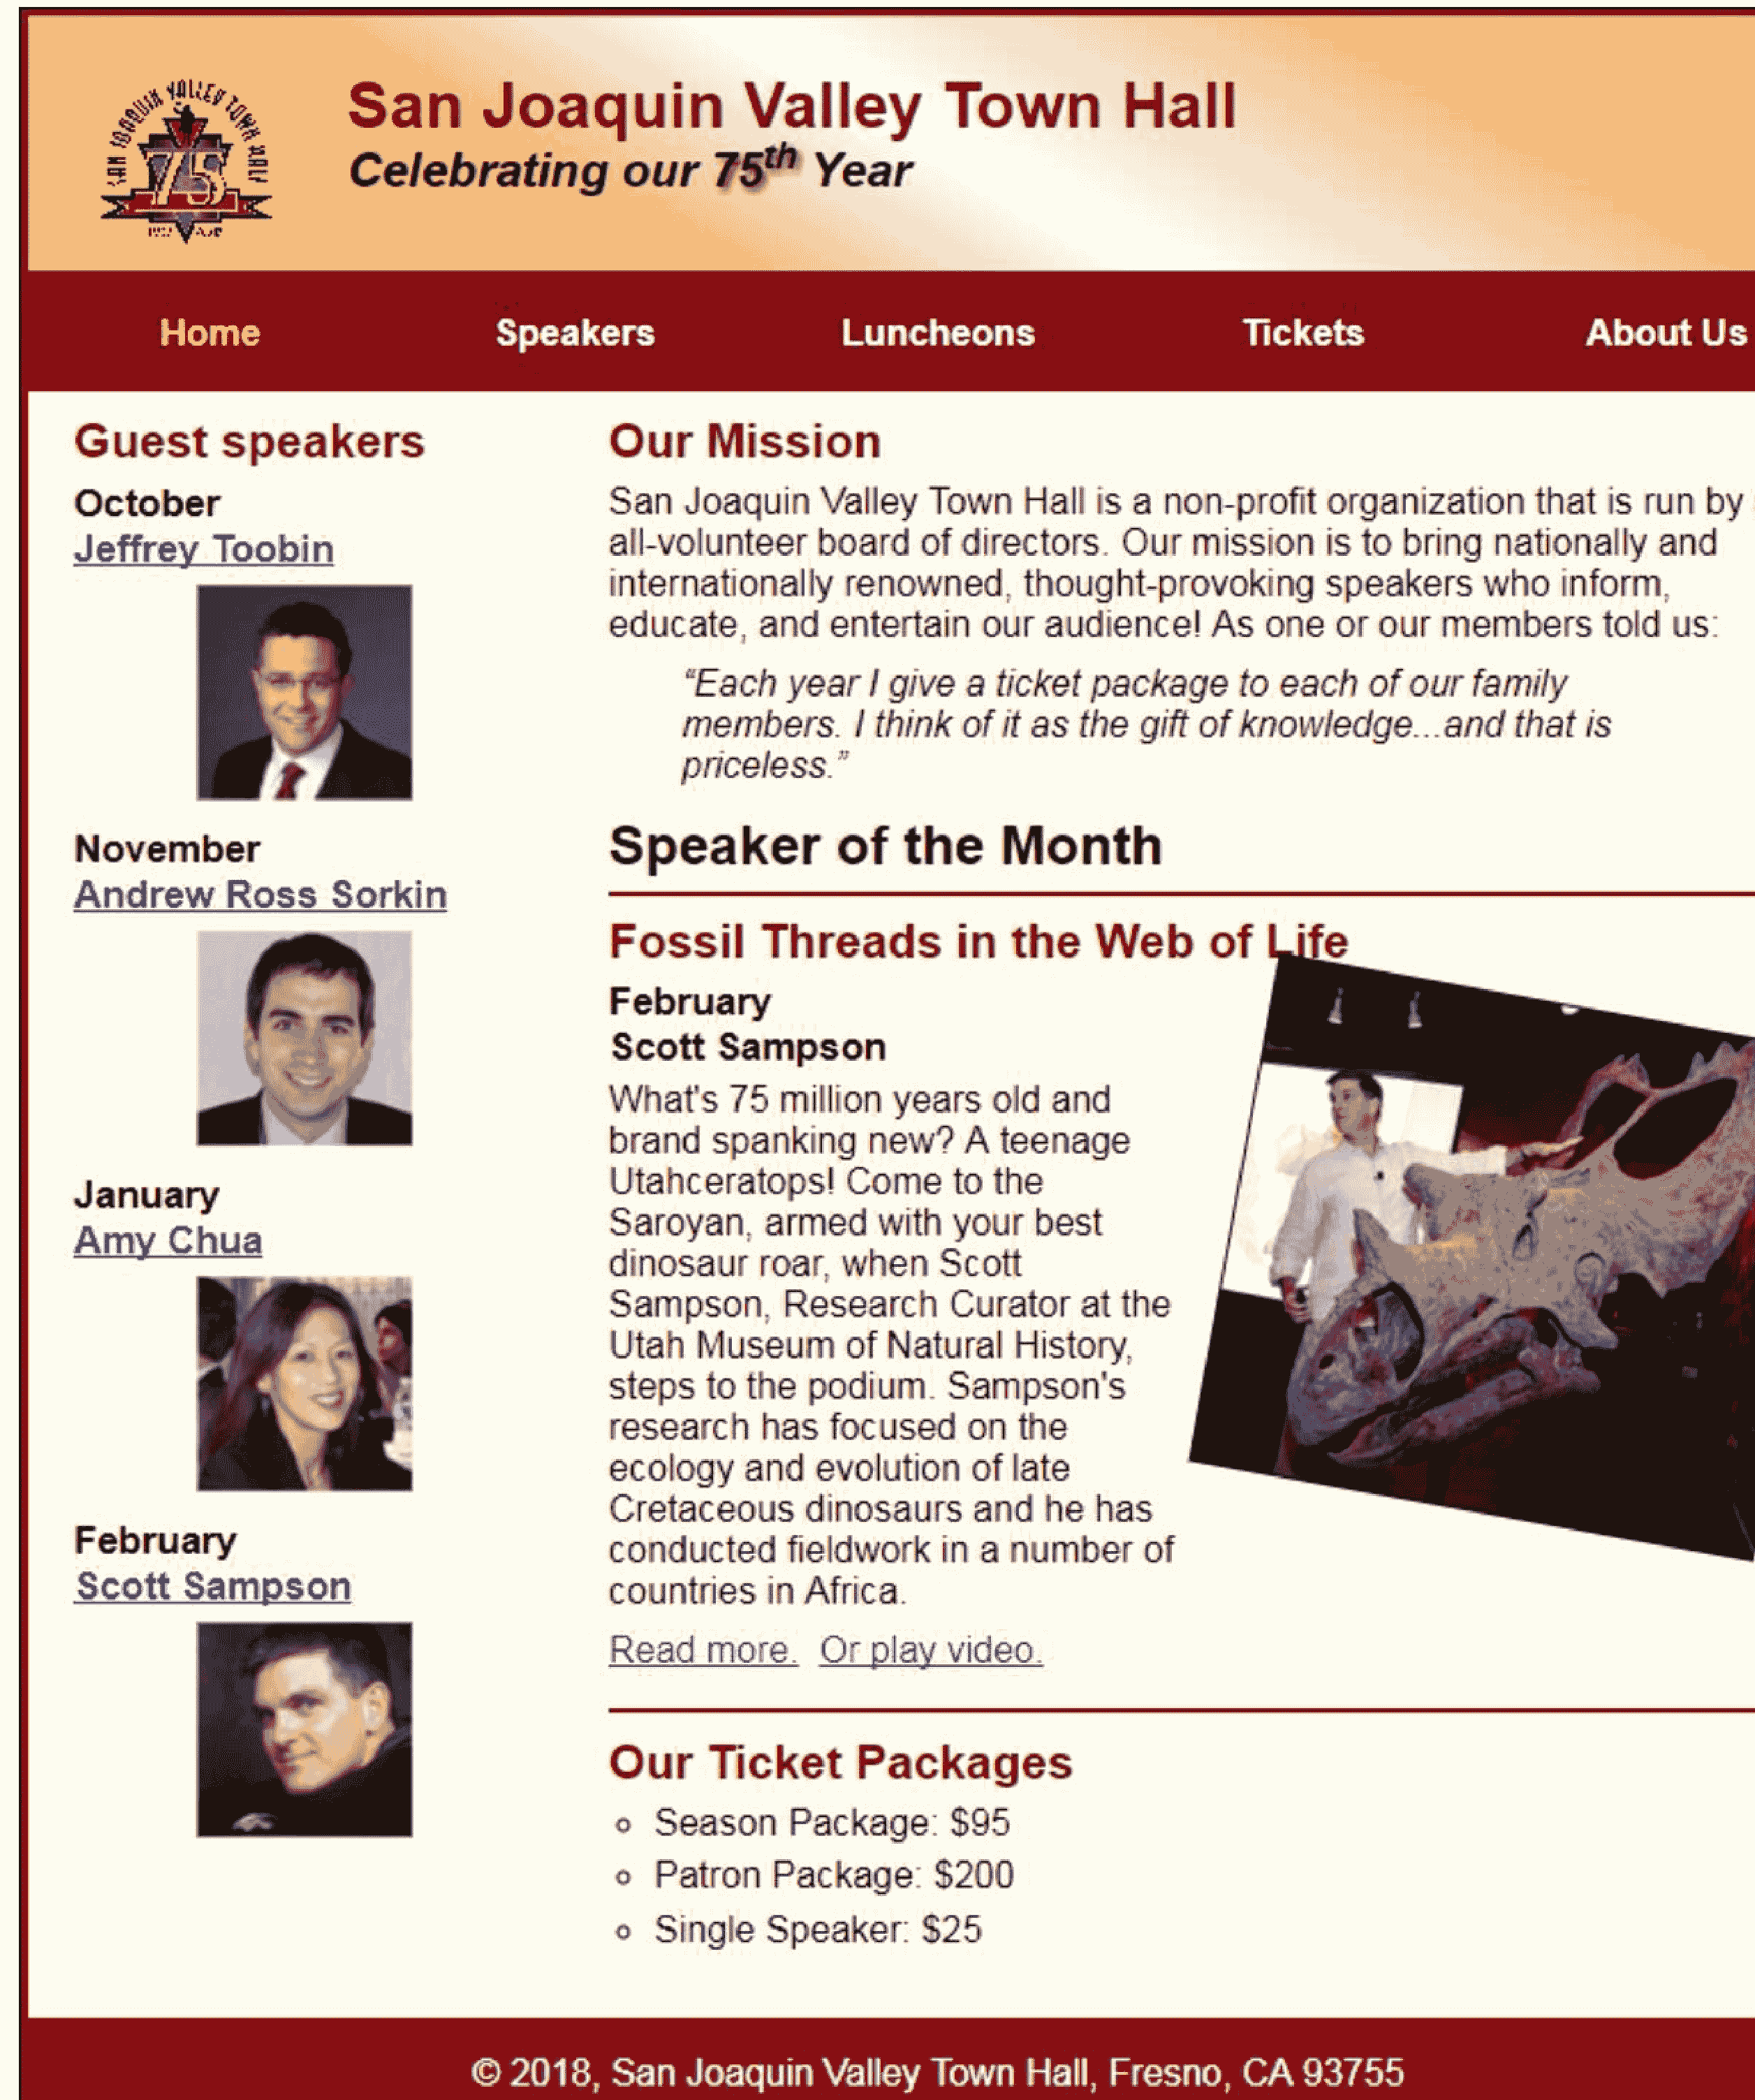 SAN JOAQUIN VALLEY TOWN HALL
75
San Joaquin Valley Town Hall
Celebrating our 75th Year
Home Speakers Luncheons Tickets About Us
Guest speakers
October
Jeffrey Toobin
November
Andrew Ross Sorkin
January
Amy Chua
February
Scott Sampson
Our Mission
San Joaquin Valley Town Hall is a non-profit organization that is run by
all-volunteer board of directors. Our mission is to bring nationally and
internationally renowned, thought-provoking speakers who inform,
educate, and entertain our audience! As one or our members told us:
“Each year I give a ticket package to each of our family
members. I think of it as the gift of knowledge...and that is
priceless.”
Speaker of the Month
Fossil Threads in the Web of Life
February
Scott Sampson
What's 75 million years old and
brand spanking new? A teenage
Utahceratops! Come to the
Saroyan, armed with your best
dinosaur roar, when Scott
Sampson, Research Curator at the
Utah Museum of Natural History,
steps to the podium. Sampson's
research has focused on the
ecology and evolution of late
Cretaceous dinosaurs and he has
conducted fieldwork in a number of
countries in Africa.
Read more. Or play video.
Our Ticket Packages
Season Package: $95
Patron Package: $200
Single Speaker: $25
© 2018, San Joaquin Valley Town Hall, Fresno, CA 93755